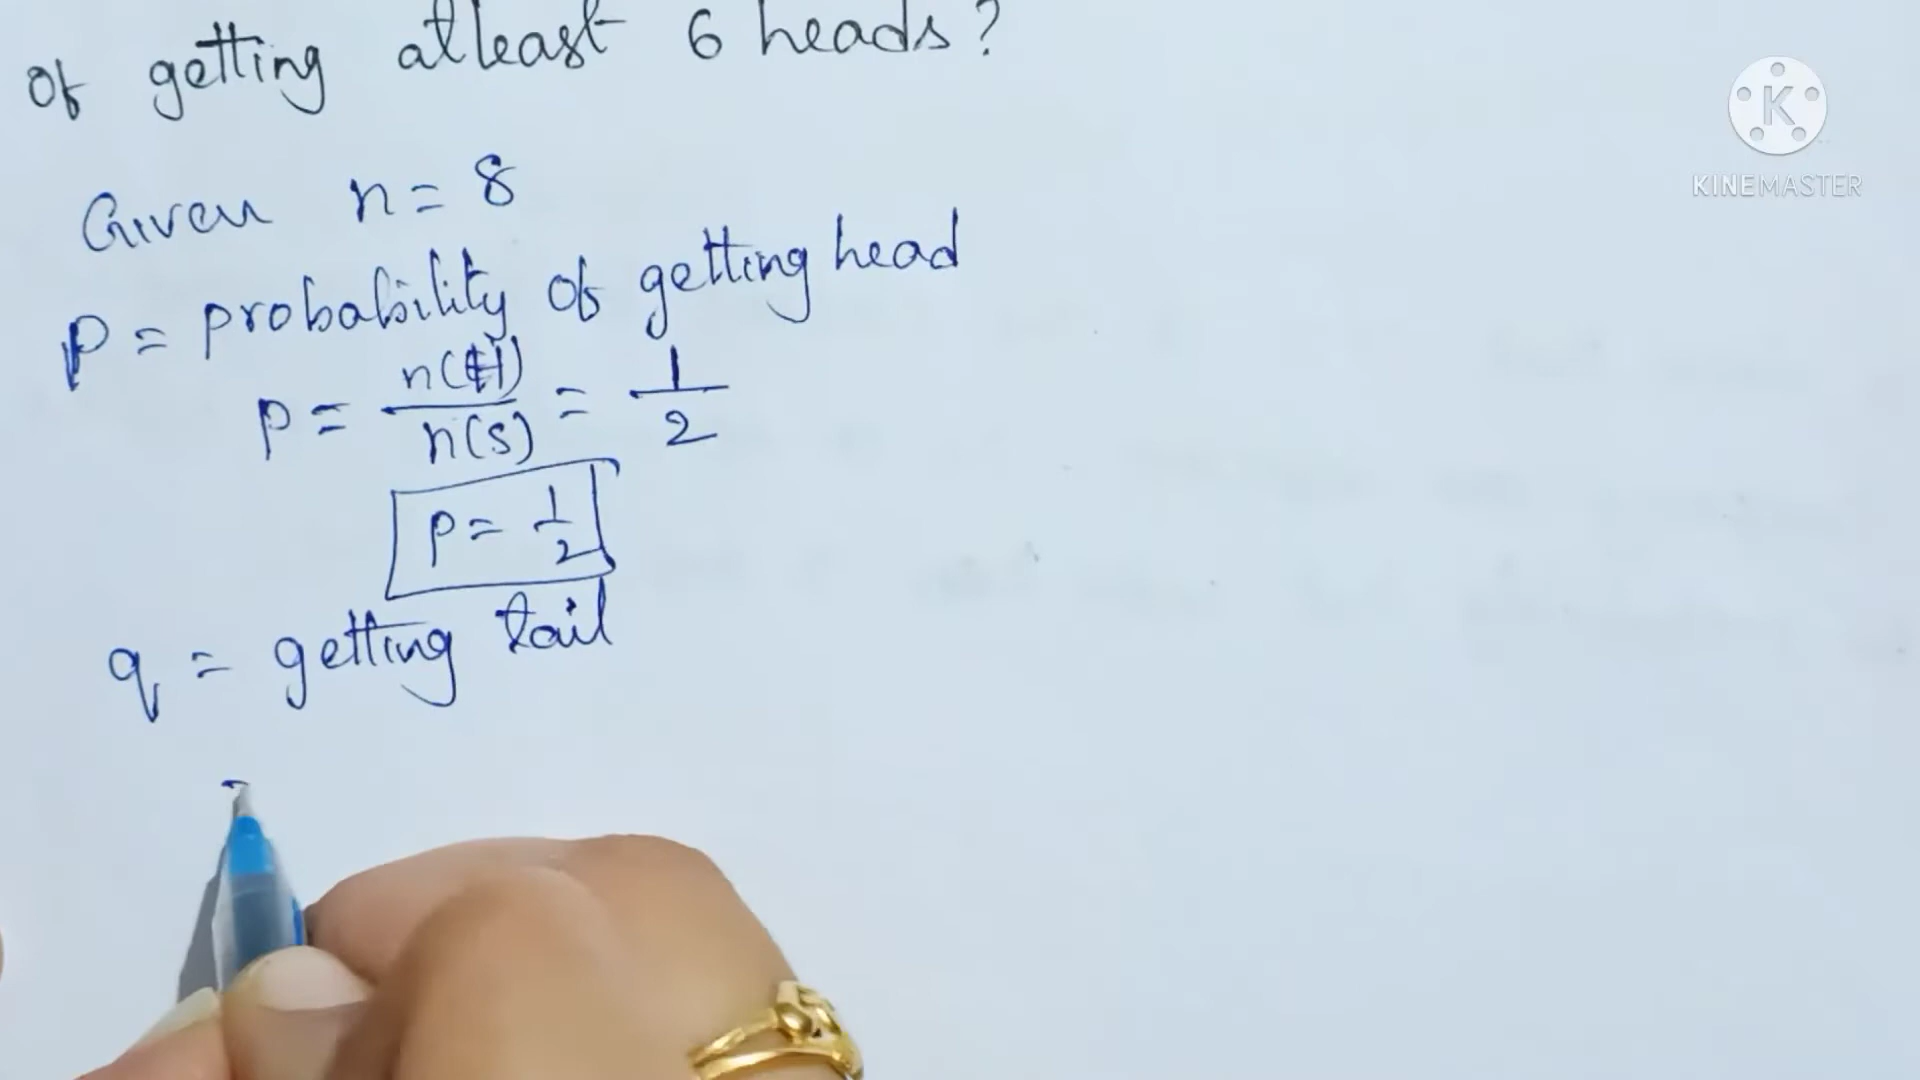 of getting atleast 6 heads?
K
KINEMASTER
Given n = 8
P = probability of getting head
p = n(H)/n(S) = 1/2
p = 1/2
q = getting tail